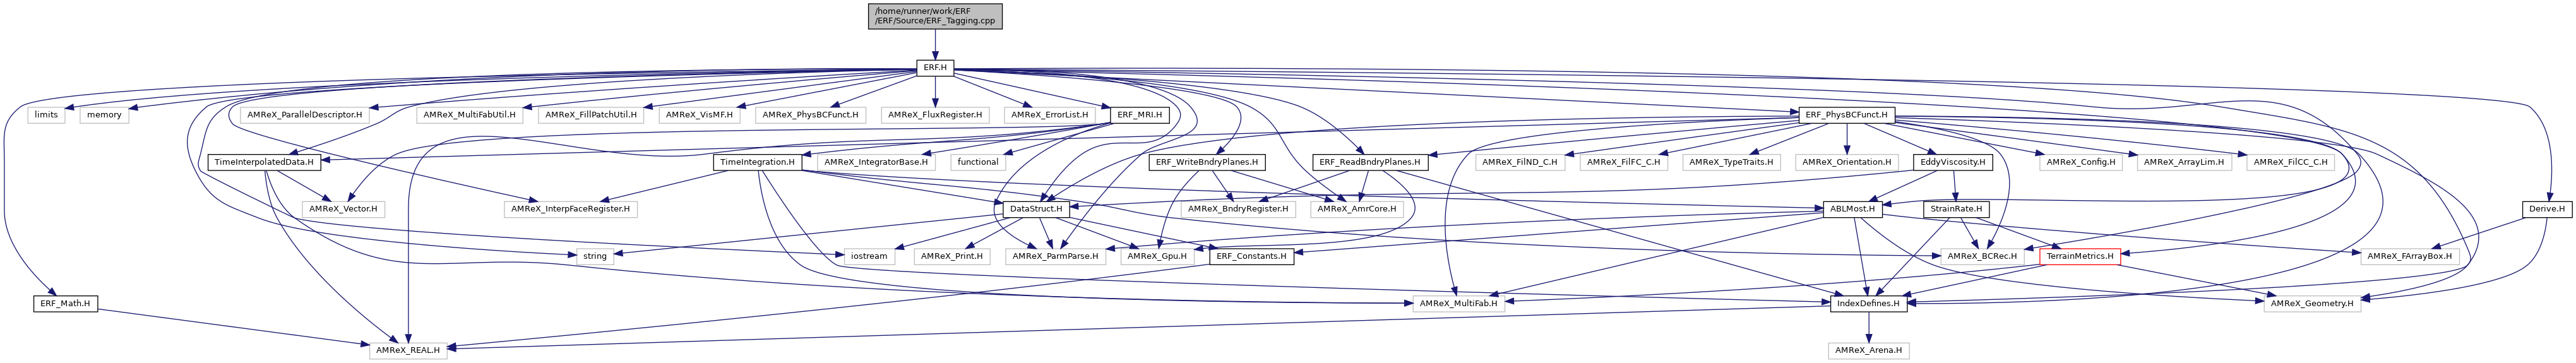 /home/runner/work/ERF
/ERF/Source/ERF_Tagging.cpp
ERF.H
limits
memory
AMReX_ParallelDescriptor.H
AMReX_MultiFabUtil.H
AMReX_FillPatchUtil.H
AMReX_VisMF.H
AMReX_PhysBCFunct.H
AMReX_FluxRegister.H
AMReX_ErrorList.H
ERF_MRI.H
ERF_PhysBCFunct.H
TimeInterpolatedData.H
TimeIntegration.H
AMReX_IntegratorBase.H
functional
ERF_WriteBndryPlanes.H
ERF_ReadBndryPlanes.H
AMReX_FilND_C.H
AMReX_FilFC_C.H
AMReX_TypeTraits.H
AMReX_Orientation.H
EddyViscosity.H
AMReX_Config.H
AMReX_ArrayLim.H
AMReX_FilCC_C.H
AMReX_Vector.H
AMReX_InterpFaceRegister.H
DataStruct.H
AMReX_BndryRegister.H
AMReX_AmrCore.H
ABLMost.H
StrainRate.H
Derive.H
string
iostream
AMReX_Print.H
AMReX_ParmParse.H
AMReX_Gpu.H
ERF_Constants.H
AMReX_BCRec.H
TerrainMetrics.H
AMReX_FArrayBox.H
ERF_Math.H
AMReX_MultiFab.H
IndexDefines.H
AMReX_Geometry.H
AMReX_REAL.H
AMReX_Arena.H